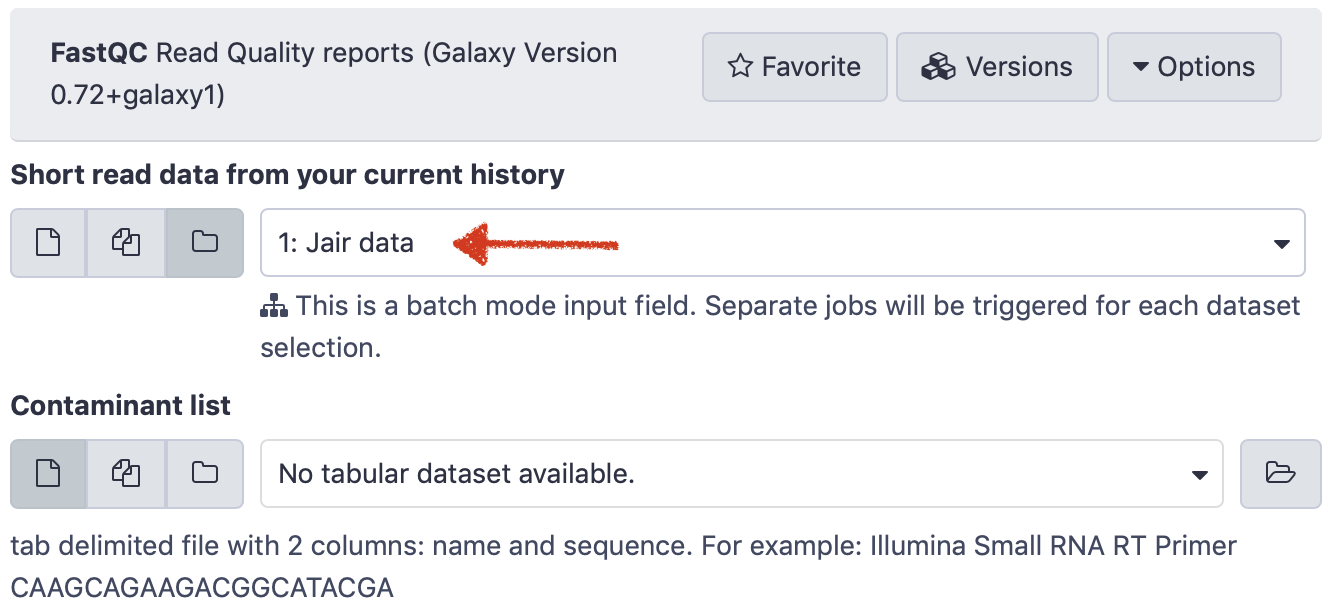 FastQC Read Quality reports (Galaxy Version
0.72+galaxy1)
Favorite
Versions
Options
Short read data from your current history
1: Jair data
This is a batch mode input field. Separate jobs will be triggered for each dataset
selection.
Contaminant list
No tabular dataset available.
tab delimited file with 2 columns: name and sequence. For example: Illumina Small RNA RT Primer
CAAGCAGAAGACGGCATACGA